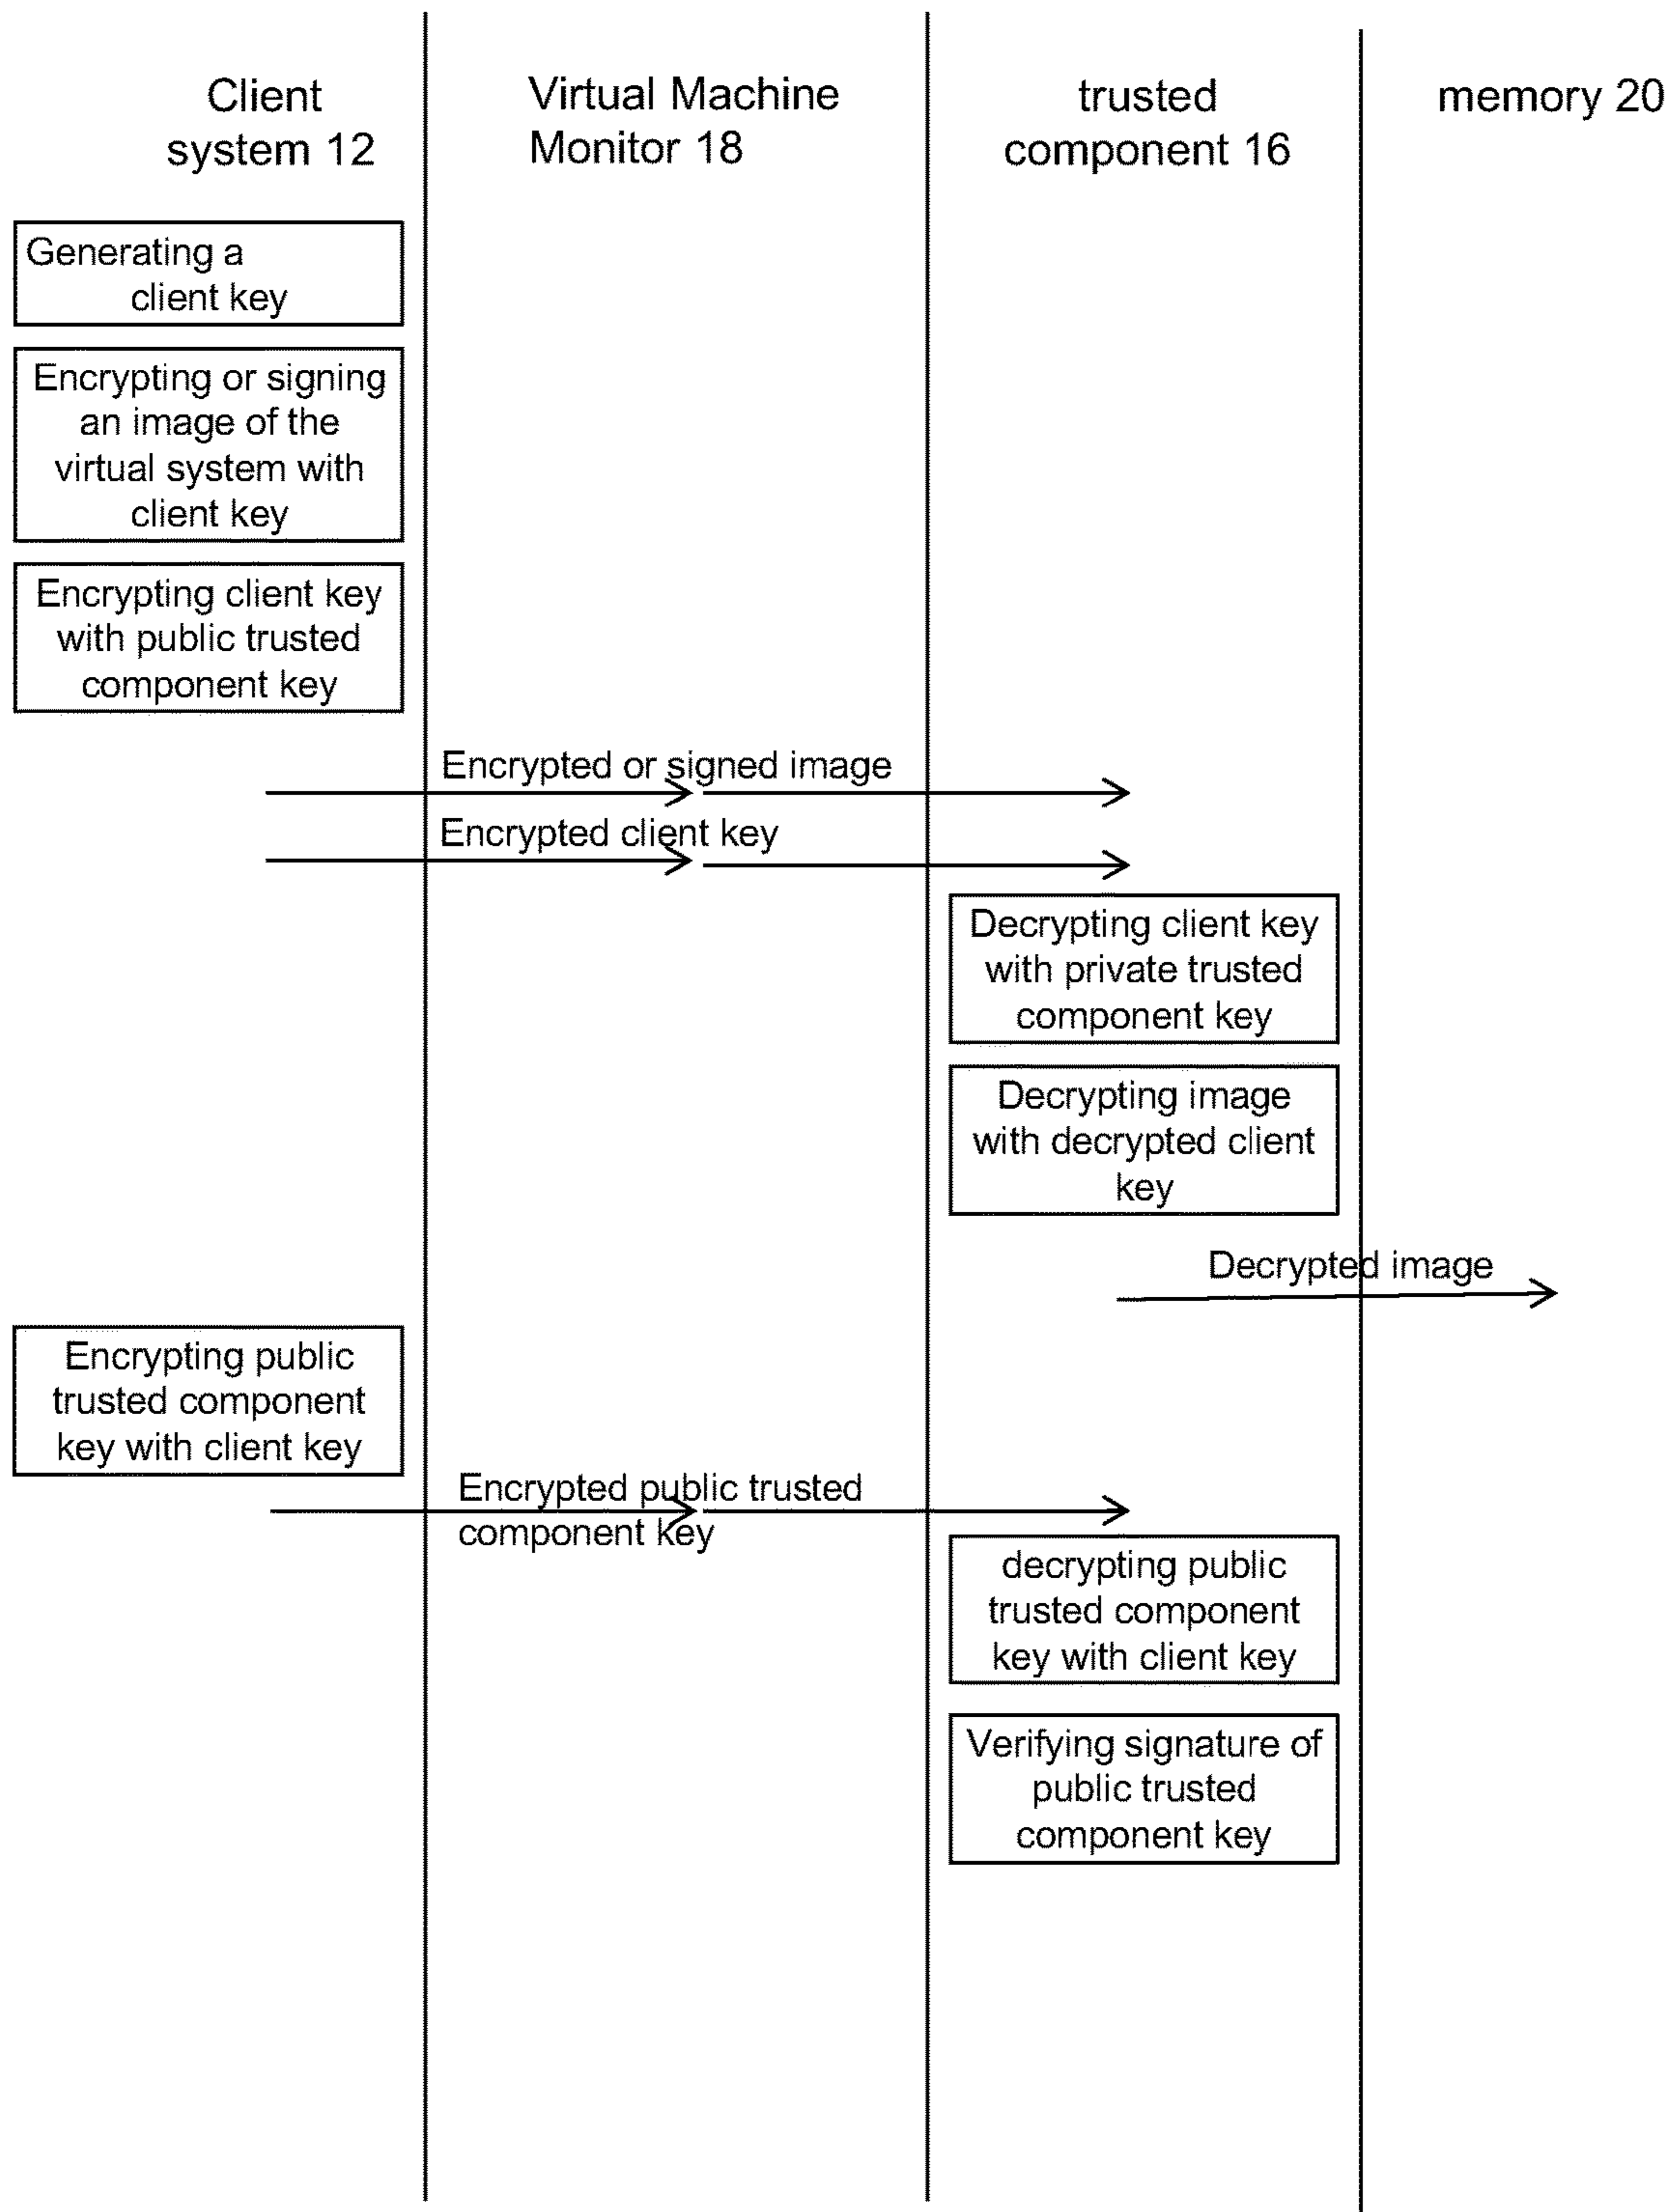 Client
system 12
Virtual Machine
Monitor 18
trusted
component 16
memory 20
Generating a
client key
Encrypting or signing
an image of the
virtual system with
client key
Encrypting client key
with public trusted
component key
Encrypted or signed image
Encrypted client key
Decrypting client key
with private trusted
component key
Decrypting image
with decrypted client
key
Decrypted image
Encrypting public
trusted component
key with client key
Encrypted public trusted
component key
decrypting public
trusted component
key with client key
Verifying signature of
public trusted
component key